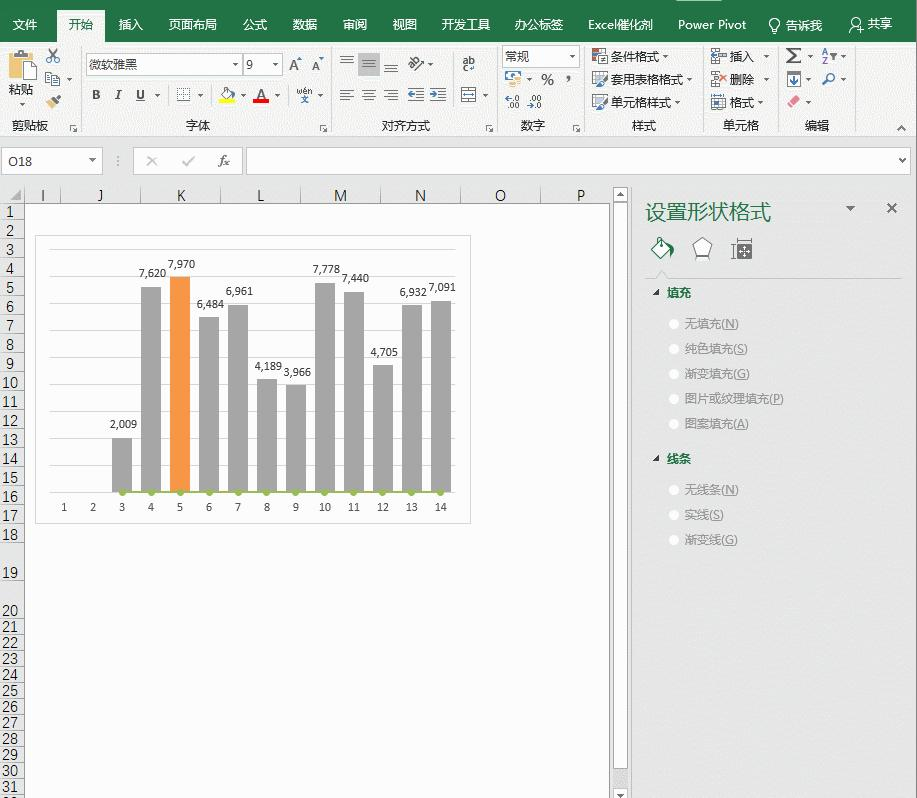 文件 开始 插入 页面布局 公式 数据 审阅 视图 开发工具 办公标签 Excel催化剂 Power Pivot 告诉我 共享
粘贴
微软雅黑 9
A A
ab
常规
条件格式
插入
Σ
A
Z
B I U A wén
文
% ,
套用表格格式
删除
←.0
.00
.00
→.0
单元格样式
格式
剪贴板 字体 对齐方式 数字 样式 单元格 编辑
O18 fx
I J K L M N O P
设置形状格式
1
2
3
4
5
6
7
8
9
10
11
12
13
14
15
16
17
18
19
20
21
22
23
24
25
26
27
28
29
30
31
2,009
7,620
7,970
6,484
6,961
4,189
3,966
7,778
7,440
4,705
6,932
7,091
1 2 3 4 5 6 7 8 9 10 11 12 13 14
填充
无填充(N)
纯色填充(S)
渐变填充(G)
图片或纹理填充(P)
图案填充(A)
线条
无线条(N)
实线(S)
渐变线(G)